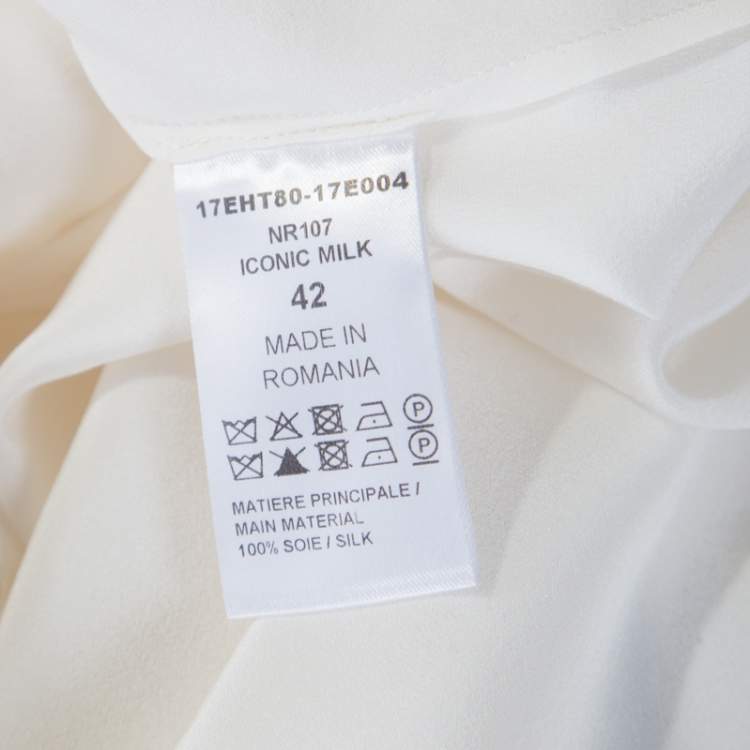 17EHT80-17E004
NR107
ICONIC MILK
42
MADE IN
ROMANIA
P
P
MATIERE PRINCIPALE /
MAIN MATERIAL
100% SOIE / SILK